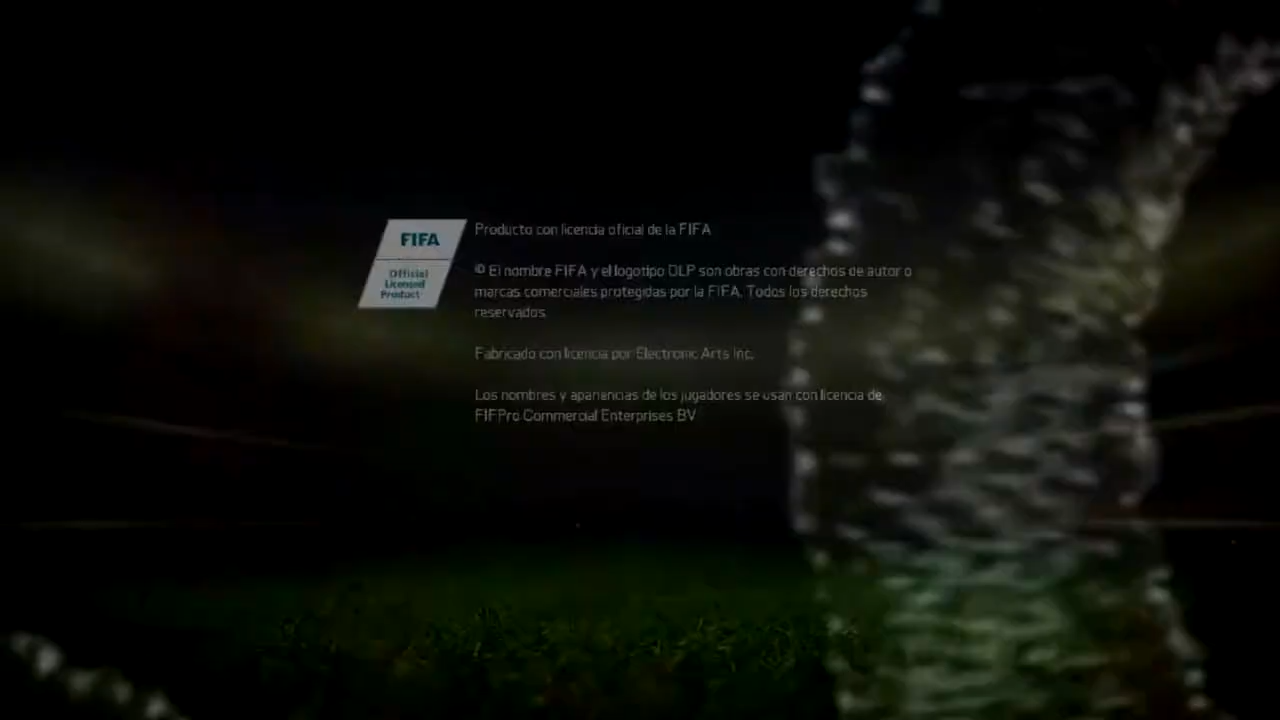 FIFA
Official
Licensed
Product
Producto con licencia oficial de la FIFA
© El nombre FIFA y el logotipo OLP son obras con derechos de autor o
marcas comerciales protegidas por la FIFA. Todos los derechos
reservados.
Fabricado con licencia por Electronic Arts Inc.
Los nombres y apariencias de los jugadores se usan con licencia de
FIFPro Commercial Enterprises BV